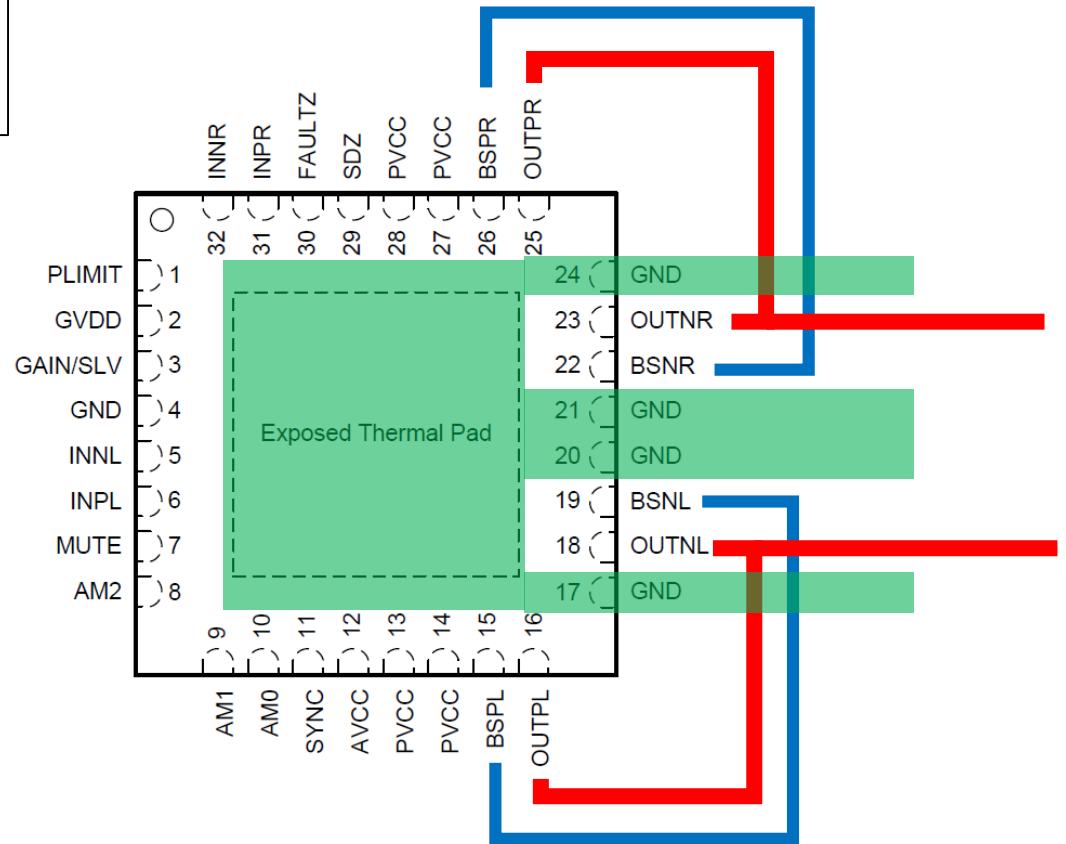 INNR
INPR
FAULTZ
SDZ
PVCC
PVCC
BSPR
OUTPR
32
31
30
29
28
27
26
25
PLIMIT 1
GVDD 2
GAIN/SLV 3
GND 4
INNL 5
INPL 6
MUTE 7
AM2 8
Exposed Thermal Pad
24 GND
23 OUTNR
22 BSNR
21 GND
20 GND
19 BSNL
18 OUTNL
17 GND
9
10
11
12
13
14
15
16
AM1
AM0
SYNC
AVCC
PVCC
PVCC
BSPL
OUTPL